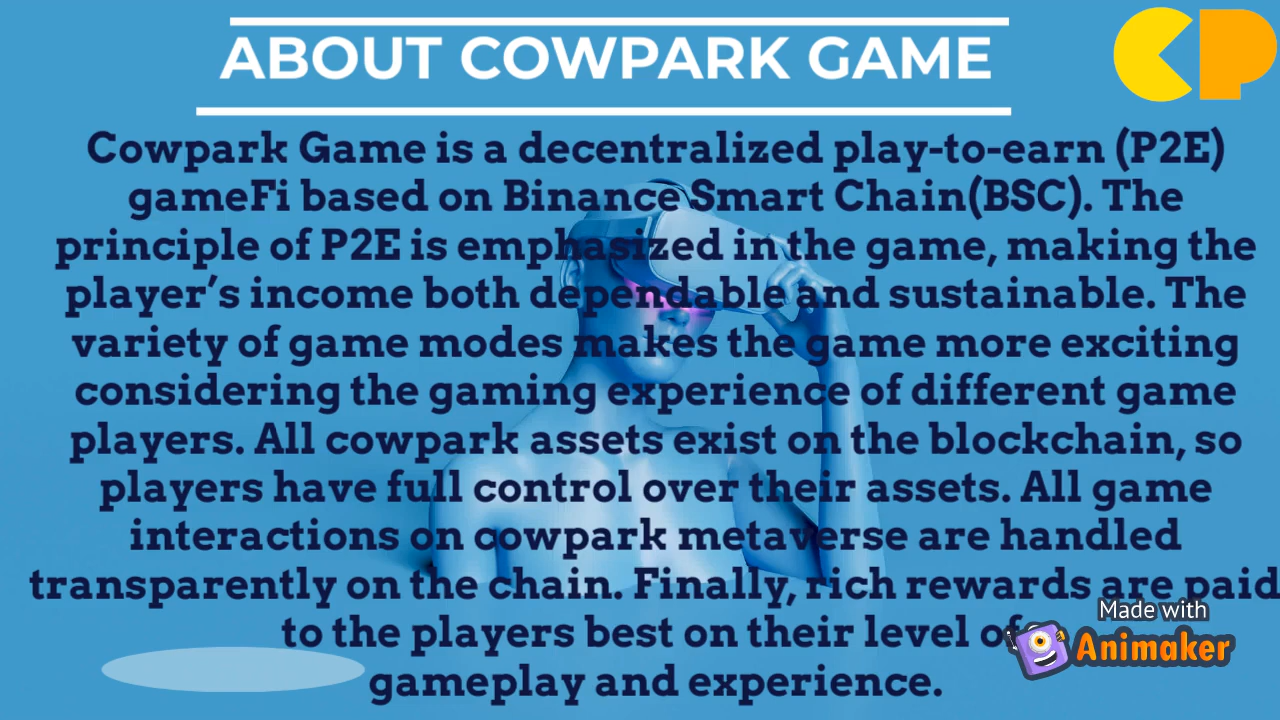 ABOUT COWPARK GAME
CP
Cowpark Game is a decentralized play-to-earn (P2E)
gameFi based on Binance Smart Chain(BSC). The
principle of P2E is emphasized in the game, making the
player’s income both dependable and sustainable. The
variety of game modes makes the game more exciting
considering the gaming experience of different game
players. All cowpark assets exist on the blockchain, so
players have full control over their assets. All game
interactions on cowpark metaverse are handled
transparently on the chain. Finally, rich rewards are paid
to the players best on their level of
gameplay and experience.
Made with
Animaker